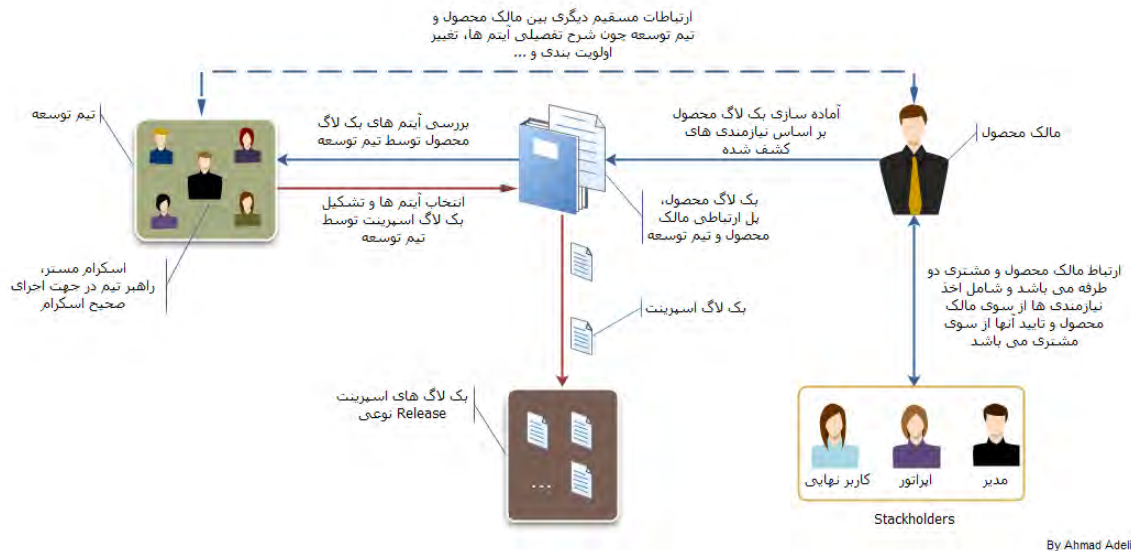 ارتباطات مستقیم دیگری بین مالک محصول و
تیم توسعه چون شرح تفصیلی آیتم ها، تغییر
اولویت بندی و ...
تیم توسعه
بررسی آیتم های بک لاگ
محصول توسط تیم توسعه
آماده سازی بک لاگ محصول
بر اساس نیازمندی های
کشف شده
مالک محصول
انتخاب آیتم ها و تشکیل
بک لاگ اسپرینت توسط
تیم توسعه
بک لاگ محصول،
پل ارتباطی مالک
محصول و تیم توسعه
اسکرام مستر،
راهبر تیم در جهت اجرای
صحیح اسکرام
ارتباط مالک محصول و مشتری دو
طرفه می باشد و شامل اخذ
نیازمندی ها از سوی مالک
محصول و تایید آنها از سوی
مشتری می باشد
بک لاگ اسپرینت
بک لاگ های اسپرینت
نوعی Release
...
مدیر
اپراتور
کاربر نهایی
Stackholders
By Ahmad Adeli